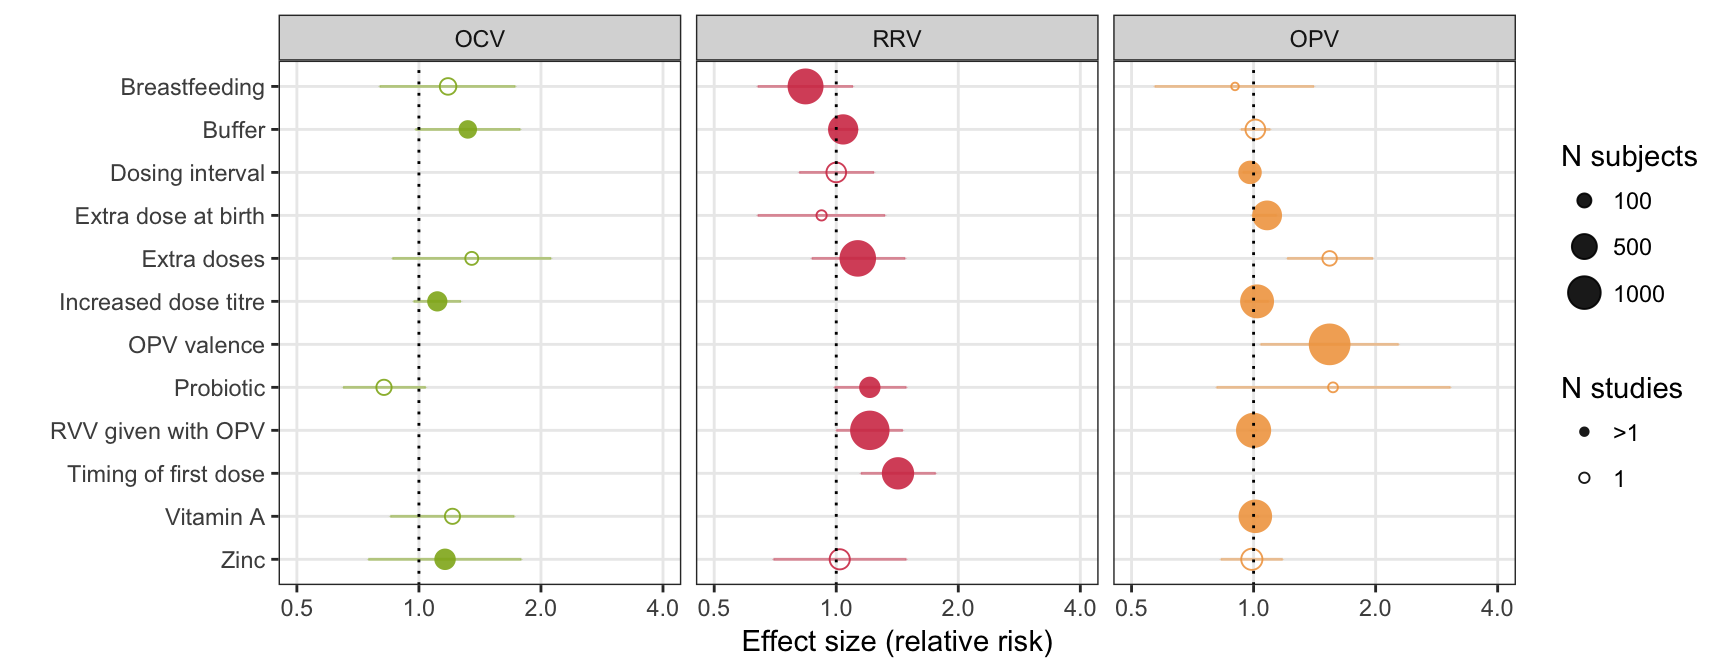 OCV RRV OPV
Breastfeeding
Buffer
Dosing interval
Extra dose at birth
Extra doses
Increased dose titre
OPV valence
Probiotic
RVV given with OPV
Timing of first dose
Vitamin A
Zinc
0.5 1.0 2.0 4.0 0.5 1.0 2.0 4.0 0.5 1.0 2.0 4.0
Effect size (relative risk)
N subjects
100
500
1000
N studies
>1
1